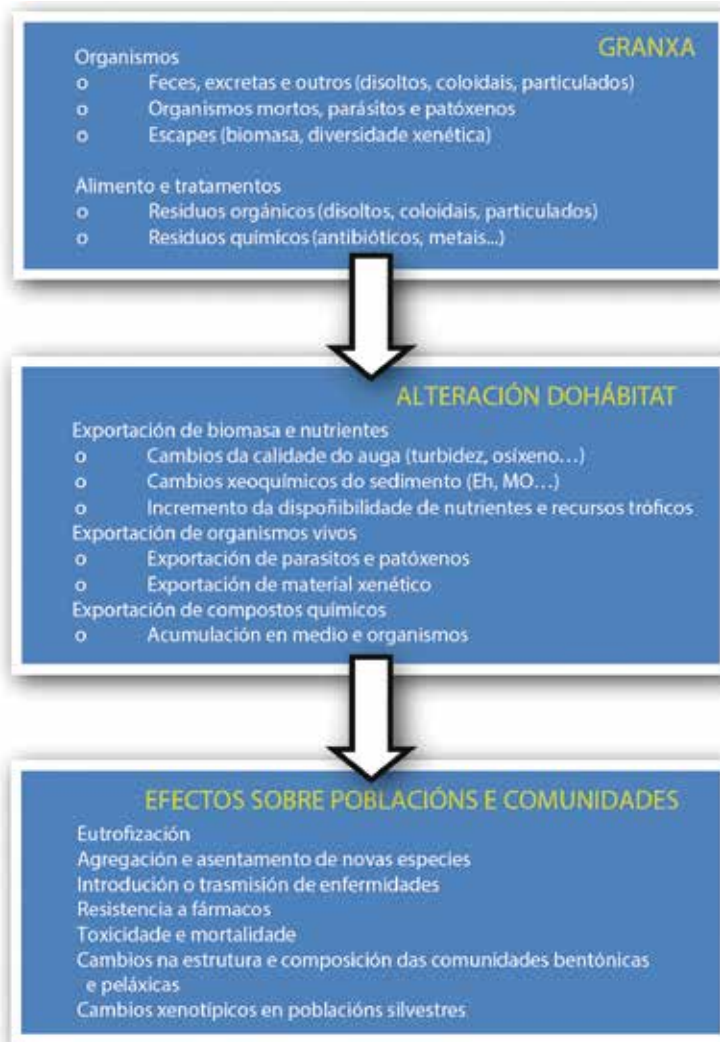 GRANXA
Organismos
o Feces, excretas e outros (disoltos, coloidais, particulados)
o Organismos mortos, parásitos e patóxenos
o Escapes (biomasa, diversidade xenética)
Alimento e tratamentos
o Residuos orgánicos (disoltos, coloidais, particulados)
o Residuos químicos (antibióticos, metais...)
ALTERACIÓN DOHÁBITAT
Exportación de biomasa e nutrientes
o Cambios da calidade do auga (turbidez, osíxeno…)
o Cambios xeoquímicos do sedimento (Eh, MO…)
o Incremento da dispoñibilidade de nutrientes e recursos tróficos
Exportación de organismos vivos
o Exportación de parasitos e patóxenos
o Exportación de material xenético
Exportación de compostos químicos
o Acumulación en medio e organismos
EFECTOS SOBRE POBLACIÓNS E COMUNIDADES
Eutrofización
Agregación e asentamento de novas especies
Introdución o trasmisión de enfermidades
Resistencia a fármacos
Toxicidade e mortalidade
Cambios na estrutura e composición das comunidades bentónicas
e peláxicas
Cambios xenotípicos en poblacións silvestres